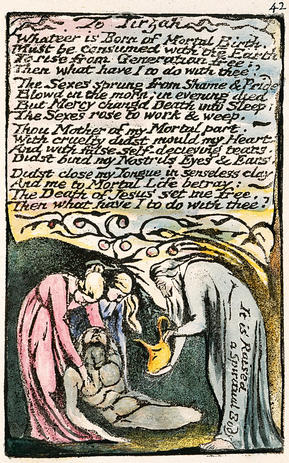 42
To Tirzah
Whate'er is Born of Mortal Birth,
Must be consumed with the Earth
To rise from Generation free;
Then what have I to do with thee?
The Sexes sprung from Shame & Pride
Blow'd in the morn: in evening died
But Mercy changd Death into Sleep;
The Sexes rose to work & weep.
Thou Mother of my Mortal part.
With cruelty didst mould my Heart.
And with false self-decieving tears,
Didst bind my Nostrils Eyes & Ears.
Didst close my Tongue in senseless clay
And me to Mortal Life betray:
The Death of Jesus set me free,
Then what have I to do with thee?
It is Raised
a Spiritual Body